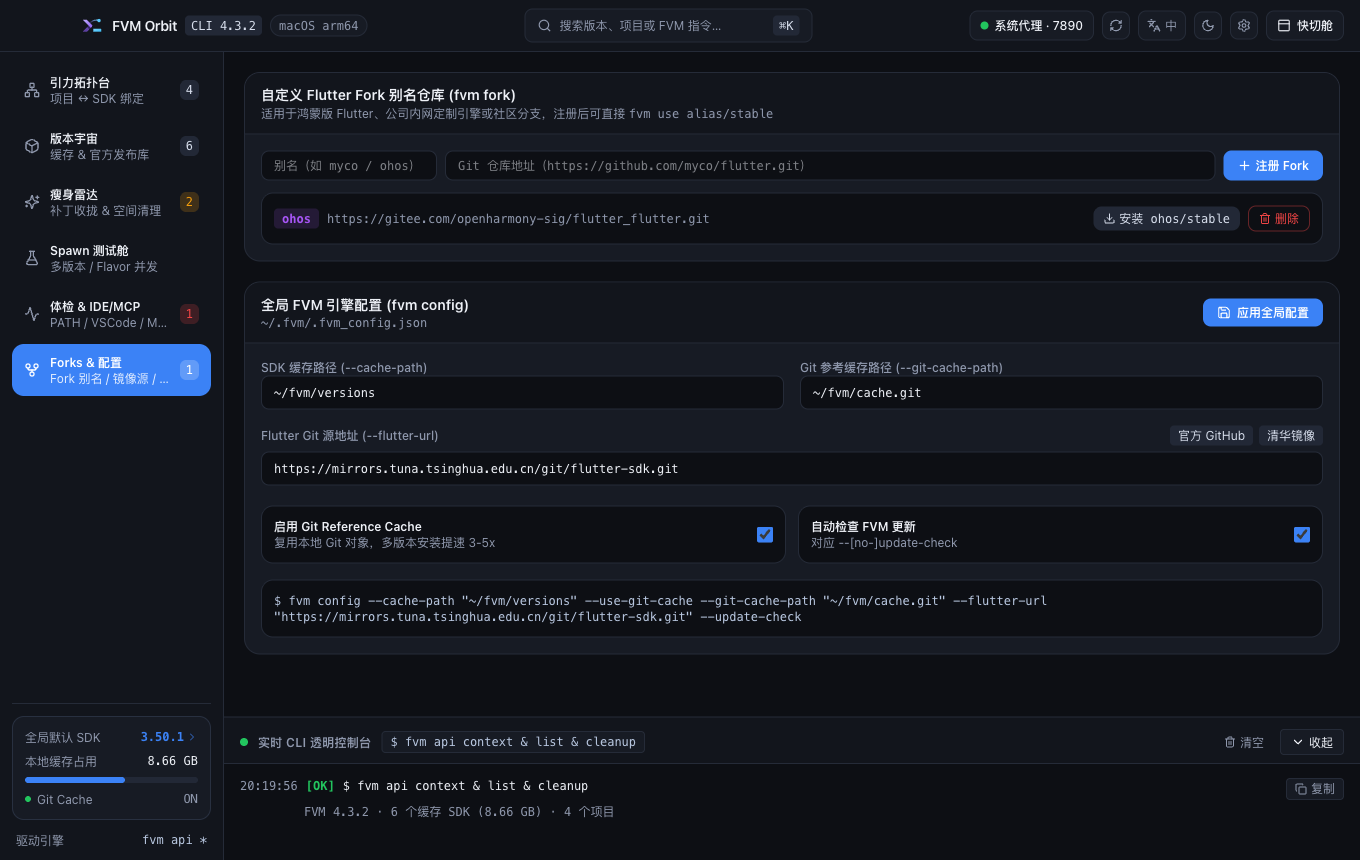 FVM Orbit CLI 4.3.2 macOS arm64
搜索版本、项目或 FVM 指令... ⌘K
系统代理 · 7890
中
快切舱
引力拓扑台
项目 ↔ SDK 绑定
4
版本宇宙
缓存 & 官方发布库
6
瘦身雷达
补丁收拢 & 空间清理
2
Spawn 测试舱
多版本 / Flavor 并发
体检 & IDE/MCP
PATH / VSCode / M...
1
Forks & 配置
Fork 别名 / 镜像源 / ...
1
全局默认 SDK 3.50.1
本地缓存占用 8.66 GB
Git Cache ON
驱动引擎 fvm api *
自定义 Flutter Fork 别名仓库 (fvm fork)
适用于鸿蒙版 Flutter、公司内网定制引擎或社区分支，注册后可直接 fvm use alias/stable
别名 (如 myco / ohos)
Git 仓库地址 (https://github.com/myco/flutter.git)
注册 Fork
ohos https://gitee.com/openharmony-sig/flutter_flutter.git
安装 ohos/stable
删除
全局 FVM 引擎配置 (fvm config)
~/.fvm/.fvm_config.json
应用全局配置
SDK 缓存路径 (--cache-path)
~/fvm/versions
Git 参考缓存路径 (--git-cache-path)
~/fvm/cache.git
Flutter Git 源地址 (--flutter-url)
官方 GitHub
清华镜像
https://mirrors.tuna.tsinghua.edu.cn/git/flutter-sdk.git
启用 Git Reference Cache
复用本地 Git 对象，多版本安装提速 3-5x
自动检查 FVM 更新
对应 --[no-]update-check
$ fvm config --cache-path "~/fvm/versions" --use-git-cache --git-cache-path "~/fvm/cache.git" --flutter-url
"https://mirrors.tuna.tsinghua.edu.cn/git/flutter-sdk.git" --update-check
实时 CLI 透明控制台 $ fvm api context & list & cleanup
清空
收起
20:19:56 [OK] $ fvm api context & list & cleanup
复制
FVM 4.3.2 · 6 个缓存 SDK (8.66 GB) · 4 个项目